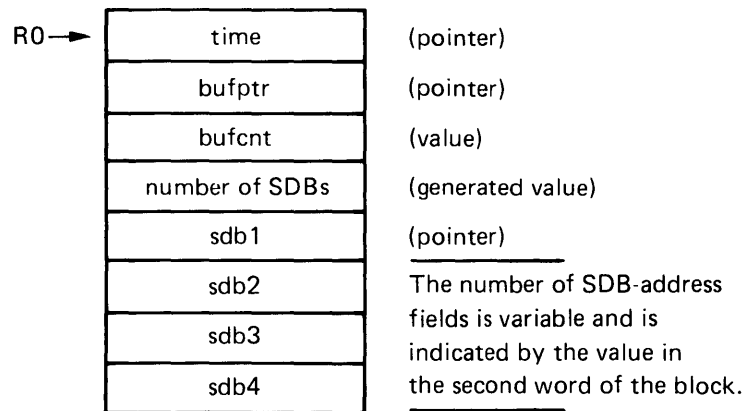 R0 time (pointer)
bufptr (pointer)
bufcnt (value)
number of SDBs (generated value)
sdb1 (pointer)
sdb2 The number of SDB-address
fields is variable and is
sdb3
indicated by the value in
sdb4 the second word of the block.